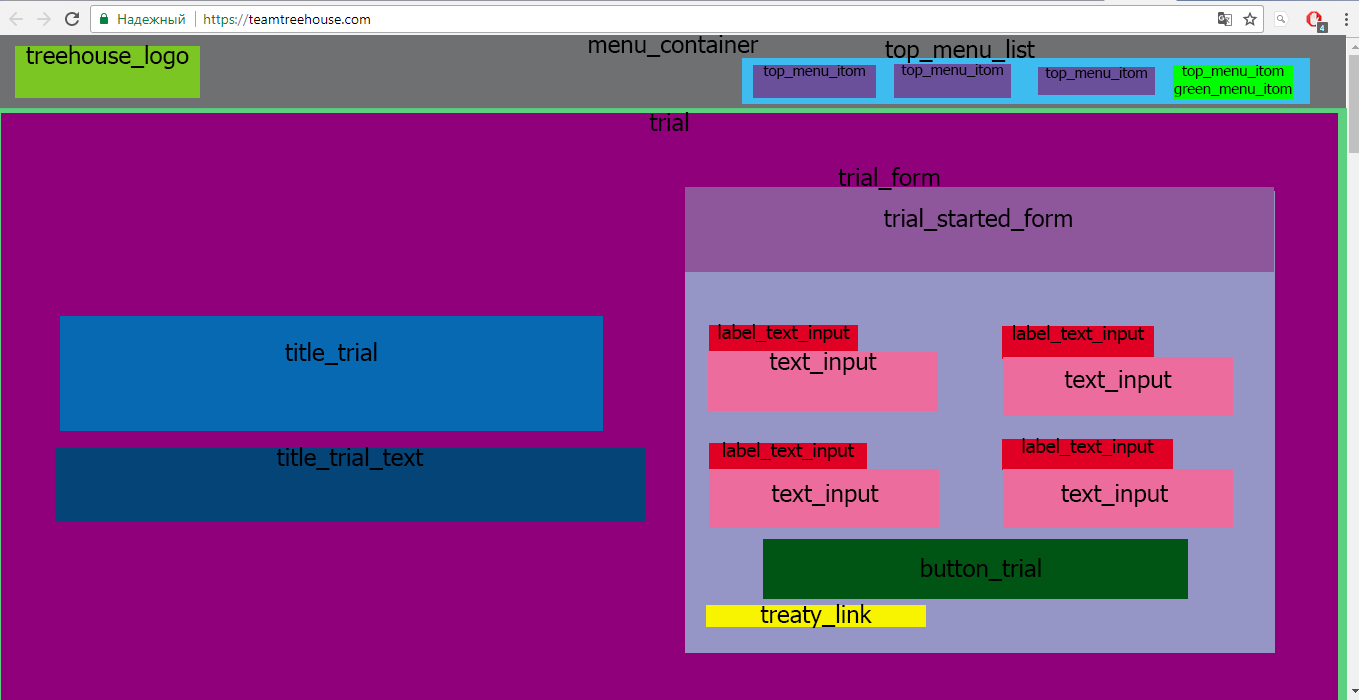 Надежный
https://teamtreehouse.com
4
menu_container
treehouse_logo
top_menu_list
top_menu_itom
top_menu_itom
top_menu_itom
top_menu_itom
green_menu_itom
trial
trial_form
trial_started_form
title_trial
title_trial_text
label_text_input
label_text_input
text_input
text_input
label_text_input
label_text_input
text_input
text_input
button_trial
treaty_link